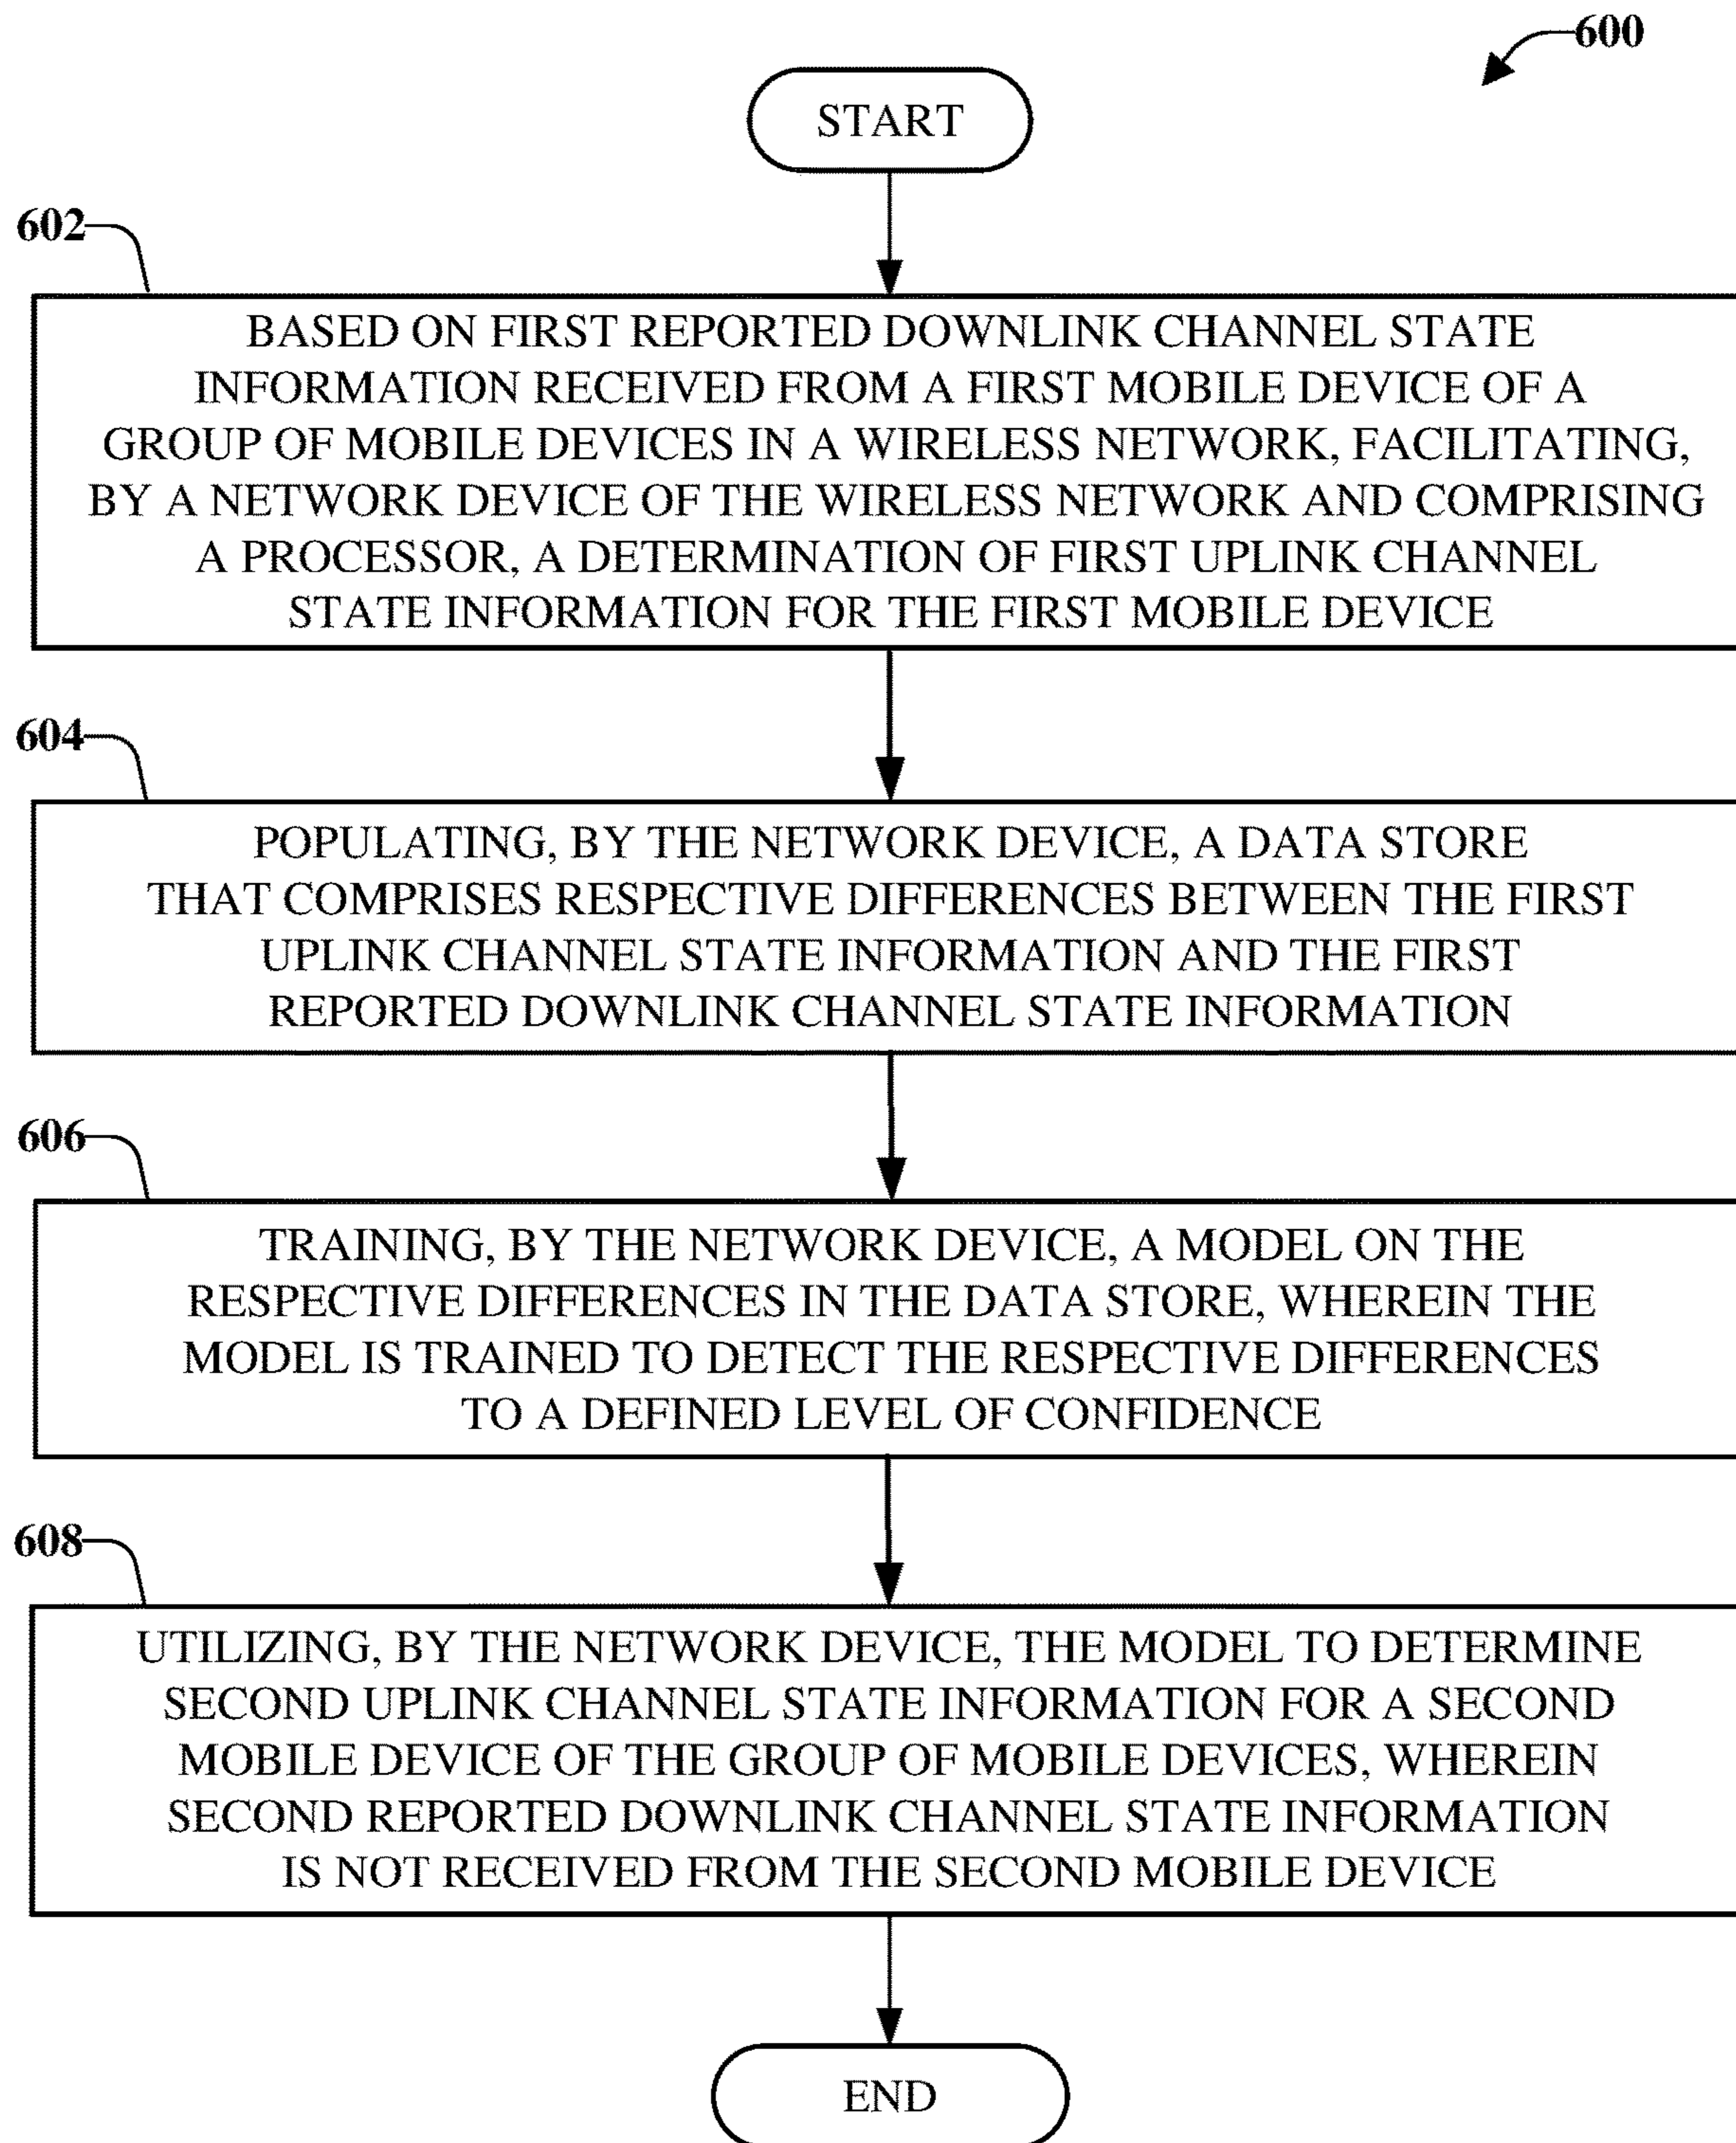 600
START
602
BASED ON FIRST REPORTED DOWNLINK CHANNEL STATE
INFORMATION RECEIVED FROM A FIRST MOBILE DEVICE OF A
GROUP OF MOBILE DEVICES IN A WIRELESS NETWORK, FACILITATING,
BY A NETWORK DEVICE OF THE WIRELESS NETWORK AND COMPRISING
A PROCESSOR, A DETERMINATION OF FIRST UPLINK CHANNEL
STATE INFORMATION FOR THE FIRST MOBILE DEVICE
604
POPULATING, BY THE NETWORK DEVICE, A DATA STORE
THAT COMPRISES RESPECTIVE DIFFERENCES BETWEEN THE FIRST
UPLINK CHANNEL STATE INFORMATION AND THE FIRST
REPORTED DOWNLINK CHANNEL STATE INFORMATION
606
TRAINING, BY THE NETWORK DEVICE, A MODEL ON THE
RESPECTIVE DIFFERENCES IN THE DATA STORE, WHEREIN THE
MODEL IS TRAINED TO DETECT THE RESPECTIVE DIFFERENCES
TO A DEFINED LEVEL OF CONFIDENCE
608
UTILIZING, BY THE NETWORK DEVICE, THE MODEL TO DETERMINE
SECOND UPLINK CHANNEL STATE INFORMATION FOR A SECOND
MOBILE DEVICE OF THE GROUP OF MOBILE DEVICES, WHEREIN
SECOND REPORTED DOWNLINK CHANNEL STATE INFORMATION
IS NOT RECEIVED FROM THE SECOND MOBILE DEVICE
END